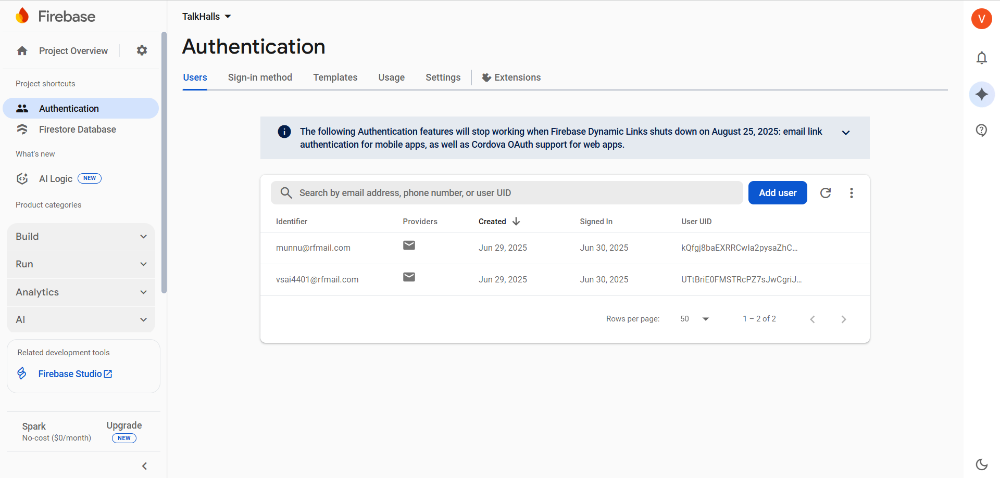 Firebase
Project Overview
Project shortcuts
Authentication
Firestore Database
What's new
AI Logic NEW
Product categories
Build
Run
Analytics
AI
Related development tools
Firebase Studio
Spark
No-cost ($0/month)
Upgrade
NEW
TalkHalls
Authentication
Users Sign-in method Templates Usage Settings Extensions
The following Authentication features will stop working when Firebase Dynamic Links shuts down on August 25, 2025: email link
authentication for mobile apps, as well as Cordova OAuth support for web apps.
Search by email address, phone number, or user UID Add user
Identifier Providers Created Signed In User UID
munnu@rfmail.com Jun 29, 2025 Jun 30, 2025 kQfgj8baEXRRCwIa2pysaZhC...
vsai4401@rfmail.com Jun 29, 2025 Jun 30, 2025 UTtBriE0FMSTRcPZ7sJwCgriJ...
Rows per page: 50 1 – 2 of 2
V